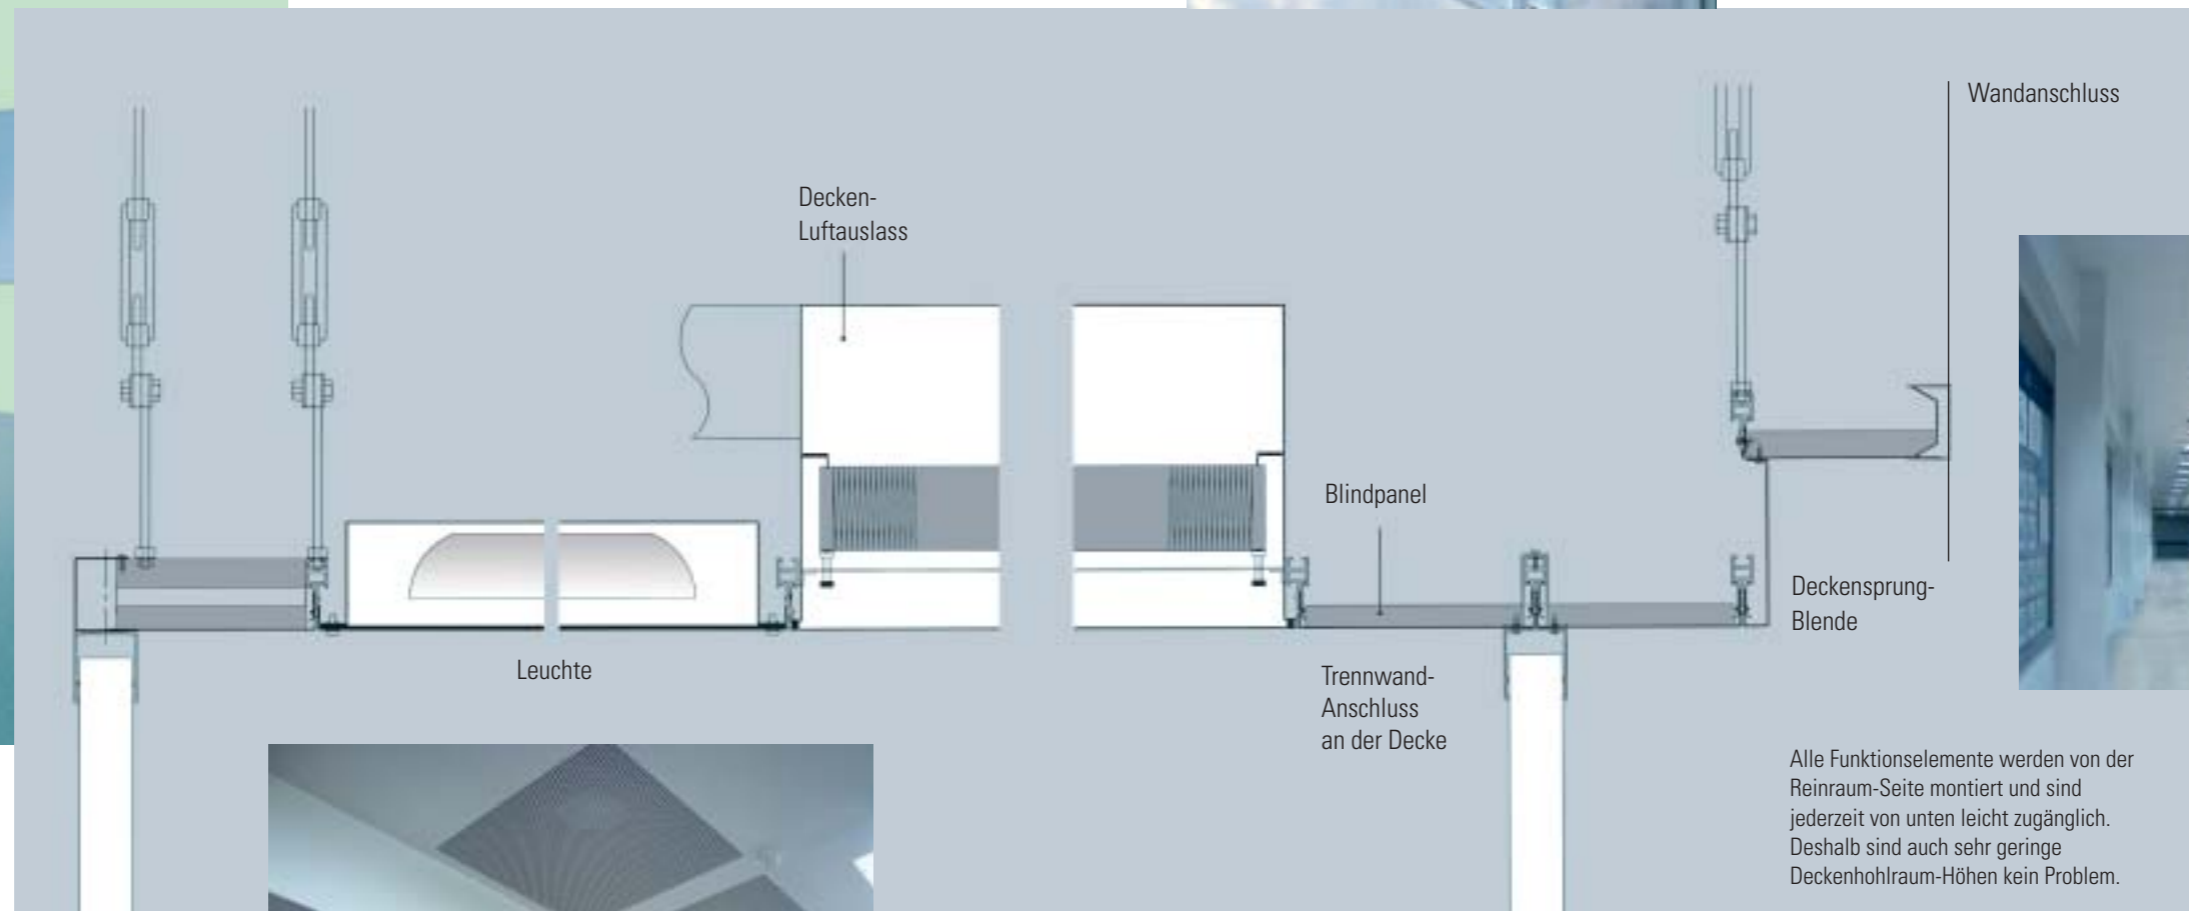 Wandanschluss
Decken-
Luftauslass
Blindpanel
Deckensprung-
Blende
Leuchte
Trennwand-
Anschluss
an der Decke
Alle Funktionselemente werden von der
Reinraum-Seite montiert und sind
jederzeit von unten leicht zugänglich.
Deshalb sind auch sehr geringe
Deckenhohlraum-Höhen kein Problem.